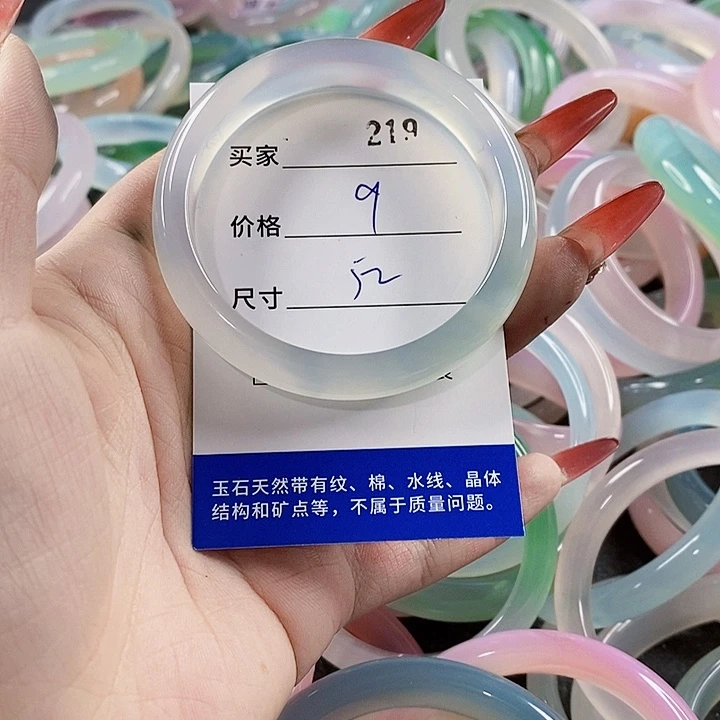 买家 219
价格 9
尺寸 52
玉石天然带有纹、棉、水线、晶体
结构和矿点等，不属于质量问题。